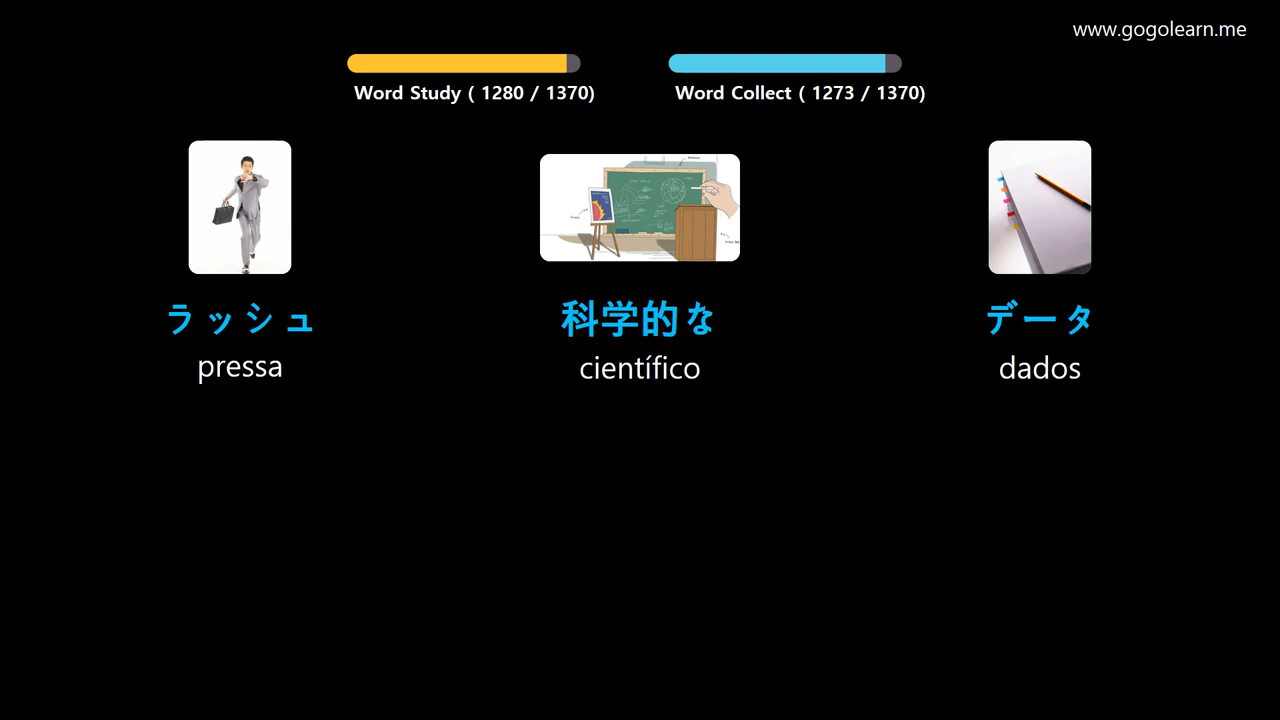 www.gogolearn.me
Word Study ( 1280 / 1370)
Word Collect ( 1273 / 1370)
ラッシュ
科学的な
データ
pressa
científico
dados